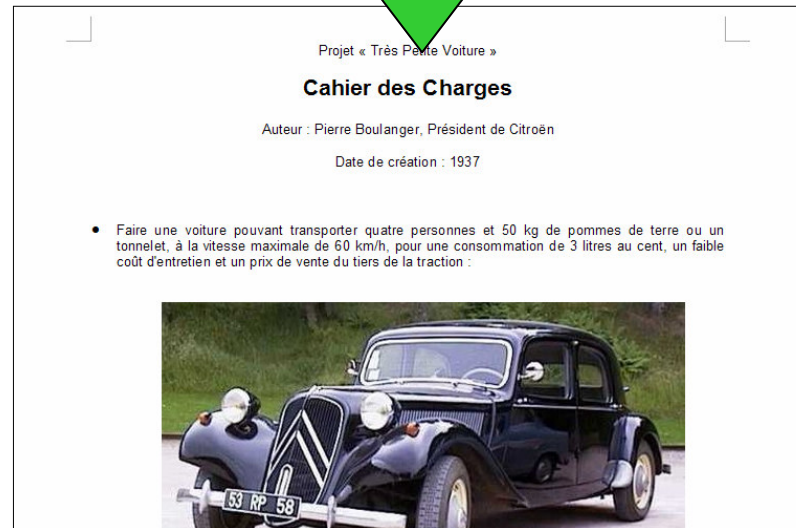 Projet « Très Petite Voiture »
Cahier des Charges
Auteur : Pierre Boulanger, Président de Citroën
Date de création : 1937
● Faire une voiture pouvant transporter quatre personnes et 50 kg de pommes de terre ou un
tonnelet, à la vitesse maximale de 60 km/h, pour une consommation de 3 litres au cent, un faible
coût d'entretien et un prix de vente du tiers de la traction :
53 RP 58